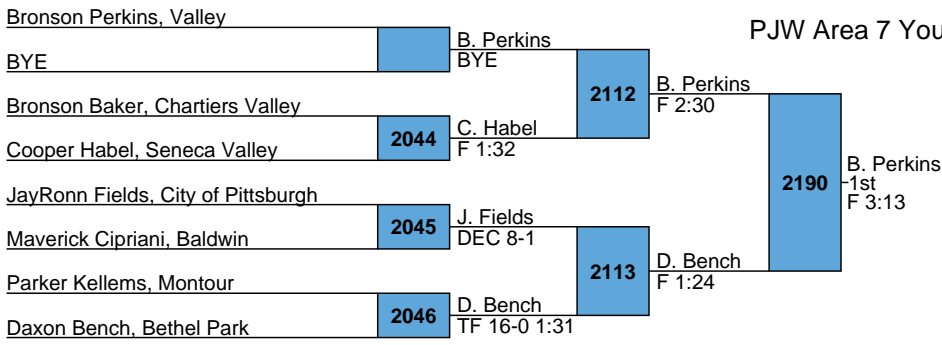 PJW Area 7 You
Bronson Perkins, Valley
BYE
B. Perkins
BYE
Bronson Baker, Chartiers Valley
2044
Cooper Habel, Seneca Valley
C. Habel
F 1:32
2112
B. Perkins
F 2:30
JayRonn Fields, City of Pittsburgh
2045
Maverick Cipriani, Baldwin
J. Fields
DEC 8-1
Parker Kellems, Montour
2046
Daxon Bench, Bethel Park
D. Bench
TF 16-0 1:31
2113
D. Bench
F 1:24
2190
B. Perkins
1st
F 3:13